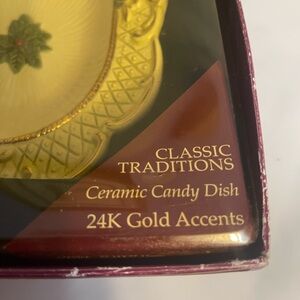 CLASSIC
TRADITIONS
Ceramic Candy Dish
24K Gold Accents